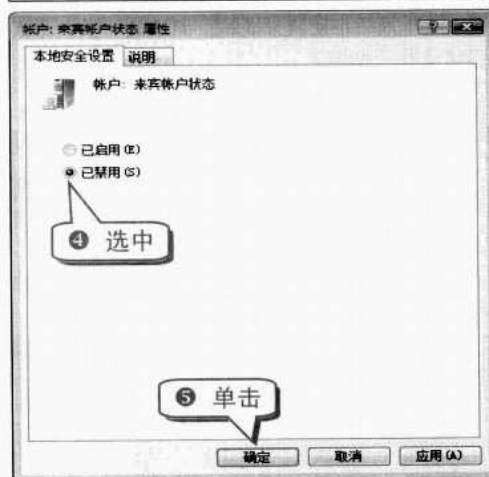 帐户: 来宾帐户状态 属性
本地安全设置 说明
帐户: 来宾帐户状态
已启用(E)
已禁用(S)
❹ 选中
❺ 单击
确定 取消 应用(A)